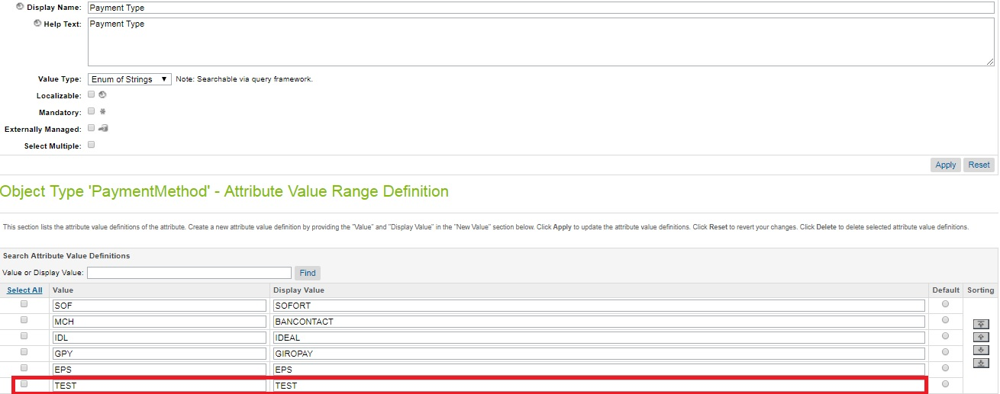 Display Name: Payment Type
Help Text: Payment Type
Value Type: Enum of Strings Note: Searchable via query framework.
Localizable:
Mandatory:
Externally Managed:
Select Multiple:
Apply Reset
Object Type 'PaymentMethod' - Attribute Value Range Definition
This section lists the attribute value definitions of the attribute. Create a new attribute value definition by providing the "Value" and "Display Value" in the "New Value" section below. Click Apply to update the attribute value definitions. Click Reset to revert your changes. Click Delete to delete selected attribute value definitions.
Search Attribute Value Definitions
Value or Display Value: Find
Select All Value Display Value Default Sorting
SOF SOFORT
MCH BANCONTACT
IDL IDEAL
GPY GIROPAY
EPS EPS
TEST TEST